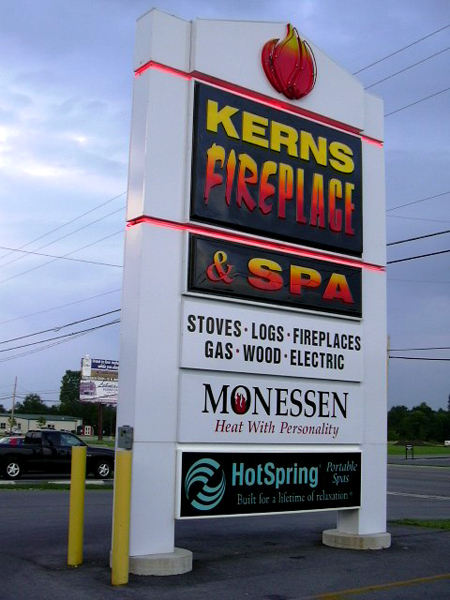 KERNS
FIREPLACE
& SPA
STOVES · LOGS · FIREPLACES
GAS · WOOD · ELECTRIC
MONESSEN
Heat With Personality
HotSpring® Portable Spas
Built for a lifetime of relaxation.®